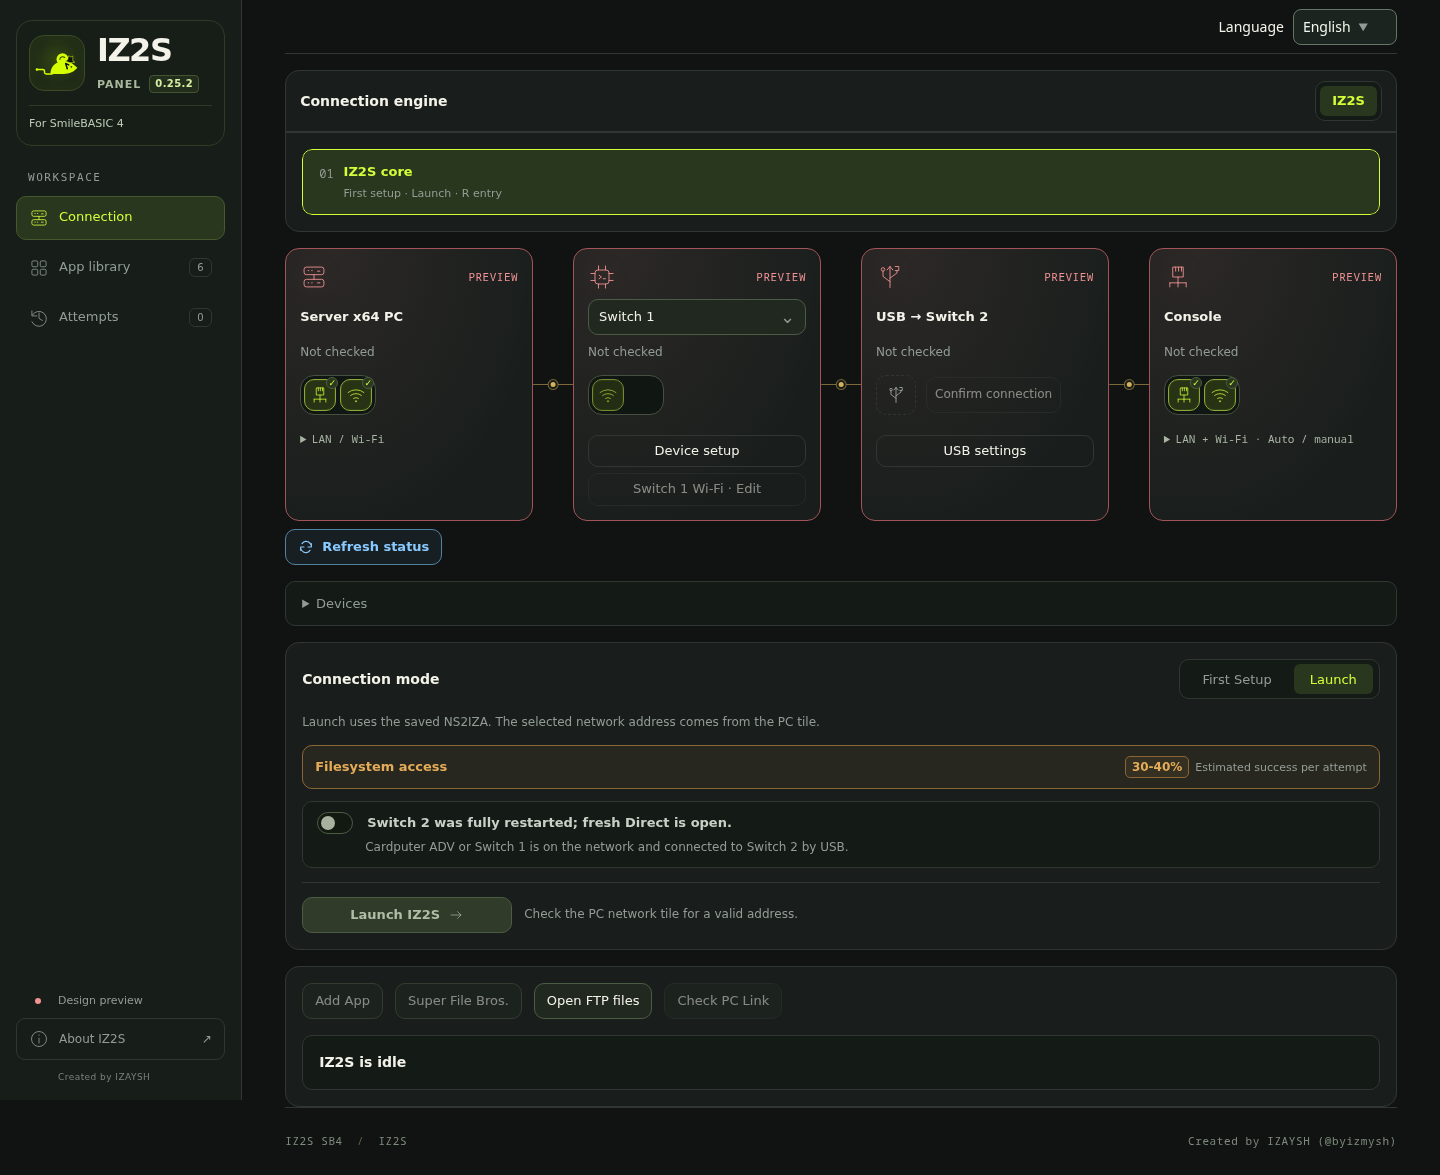 IZ2S
PANEL 0.25.2
For SmileBASIC 4
WORKSPACE
Connection
App library 6
Attempts 0
Design preview
About IZ2S ↗
Created by IZAYSH
Language English ▼
Connection engine IZ2S
01 IZ2S core
First setup · Launch · R entry
PREVIEW
Server x64 PC
Not checked
▶ LAN / Wi-Fi
PREVIEW
Switch 1
Not checked
Device setup
Switch 1 Wi-Fi · Edit
PREVIEW
USB → Switch 2
Not checked
Confirm connection
USB settings
PREVIEW
Console
Not checked
▶ LAN + Wi-Fi · Auto / manual
Refresh status
▶ Devices
Connection mode First Setup Launch
Launch uses the saved NS2IZA. The selected network address comes from the PC tile.
Filesystem access 30-40% Estimated success per attempt
Switch 2 was fully restarted; fresh Direct is open.
Cardputer ADV or Switch 1 is on the network and connected to Switch 2 by USB.
Launch IZ2S → Check the PC network tile for a valid address.
Add App Super File Bros. Open FTP files Check PC Link
IZ2S is idle
IZ2S SB4 / IZ2S
Created by IZAYSH (@byizmysh)